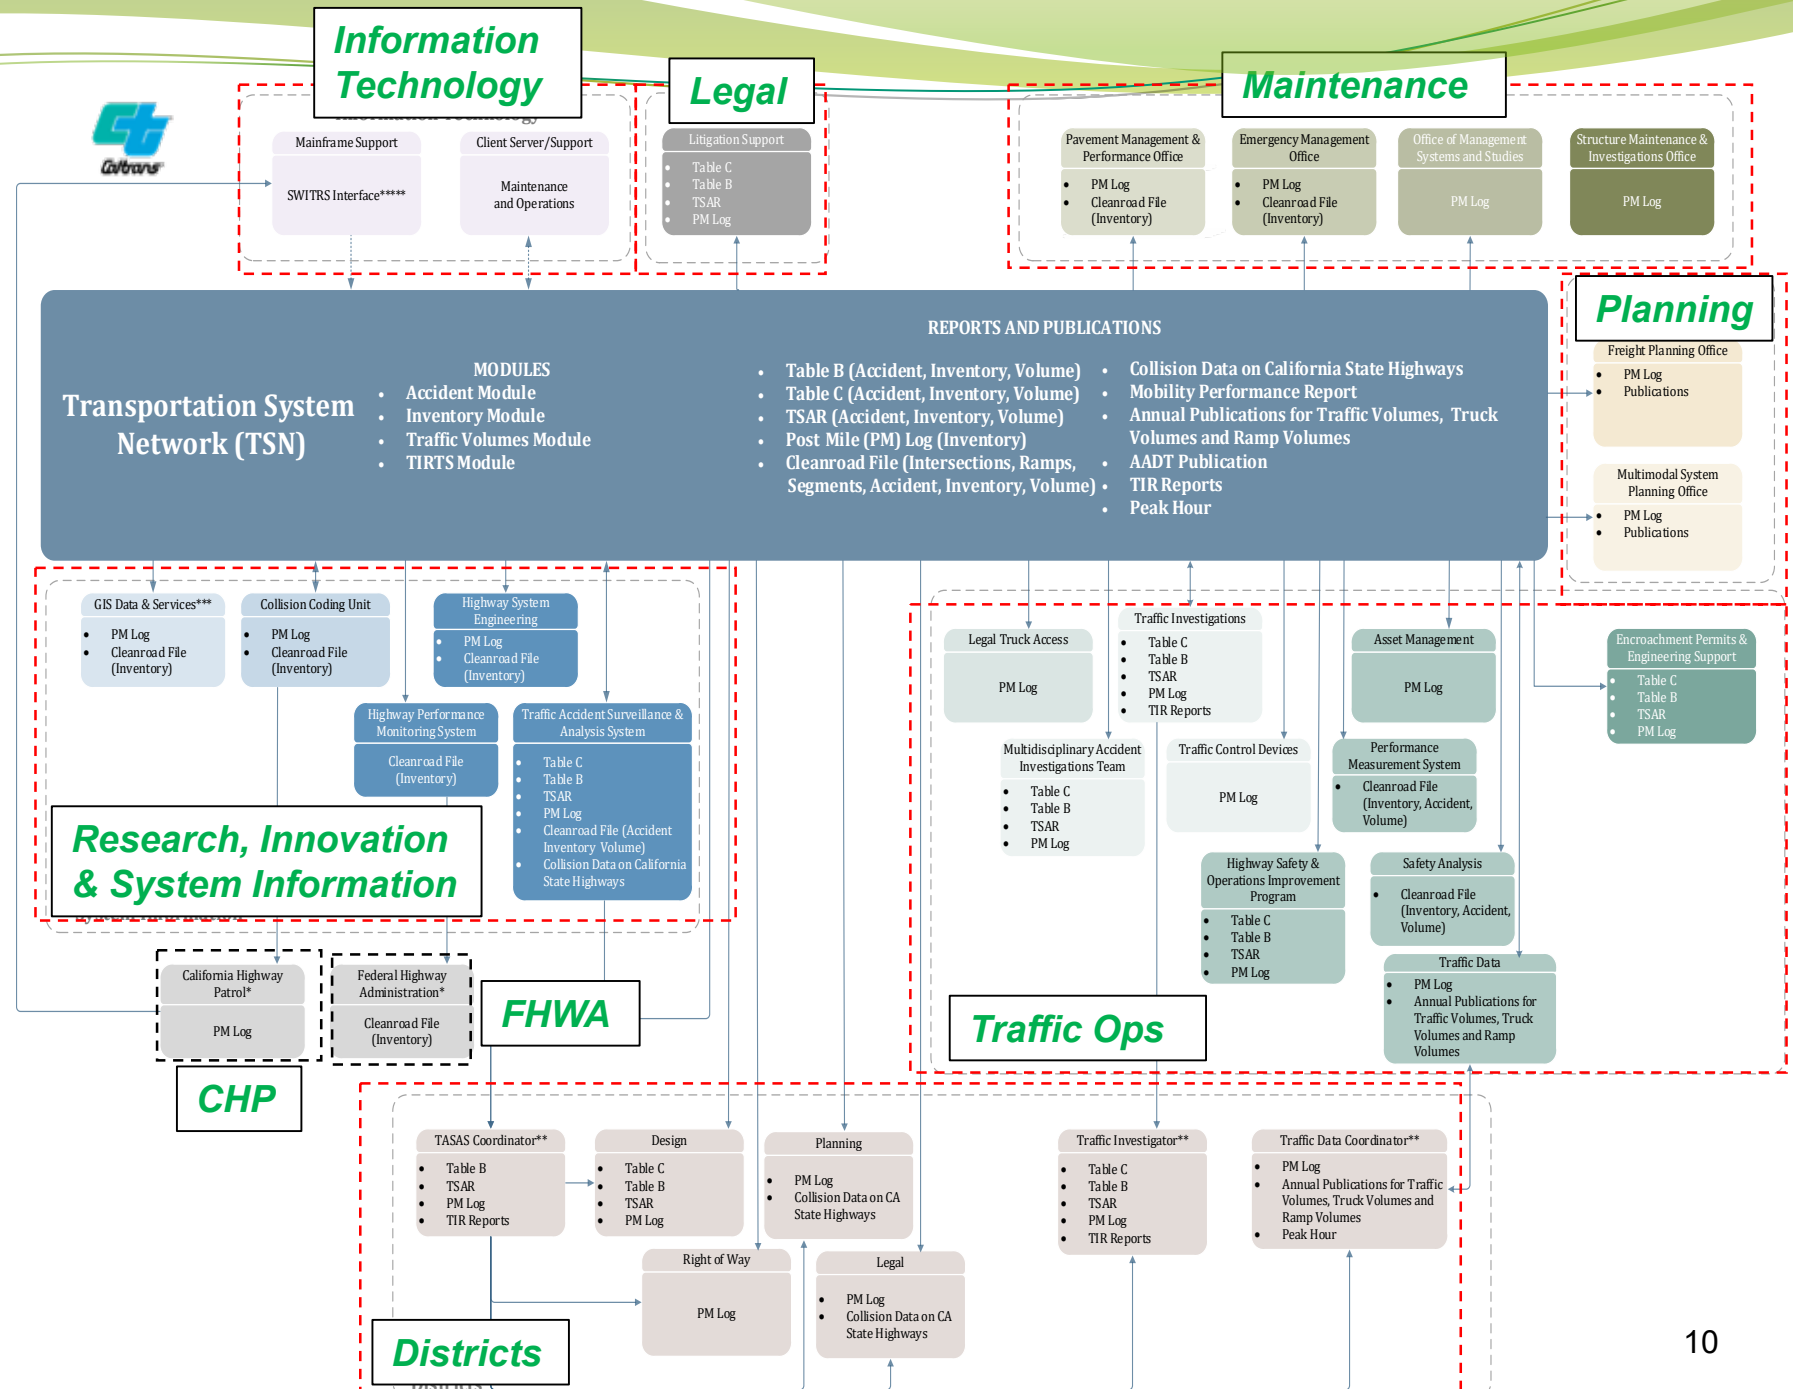 Information
Technology
Legal
Maintenance
Caltrans
Mainframe Support
SWITRS Interface*****
Client Server/Support
Maintenance
and Operations
Litigation Support
• Table C
• Table B
• TSAR
• PM Log
Pavement Management &
Performance Office
• PM Log
• Cleanroad File
(Inventory)
Emergency Management
Office
• PM Log
• Cleanroad File
(Inventory)
Office of Management
Systems and Studies
PM Log
Structure Maintenance &
Investigations Office
PM Log
Planning
Freight Planning Office
• PM Log
• Publications
Multimodal System
Planning Office
• PM Log
• Publications
Transportation System
Network (TSN)
MODULES
• Accident Module
• Inventory Module
• Traffic Volumes Module
• TIRTS Module
REPORTS AND PUBLICATIONS
• Table B (Accident, Inventory, Volume)
• Table C (Accident, Inventory, Volume)
• TSAR (Accident, Inventory, Volume)
• Post Mile (PM) Log (Inventory)
• Cleanroad File (Intersections, Ramps,
Segments, Accident, Inventory, Volume)
• Collision Data on California State Highways
• Mobility Performance Report
• Annual Publications for Traffic Volumes, Truck
Volumes and Ramp Volumes
• AADT Publication
• TIR Reports
• Peak Hour
GIS Data & Services***
• PM Log
• Cleanroad File
(Inventory)
Collision Coding Unit
• PM Log
• Cleanroad File
(Inventory)
Highway System
Engineering
• PM Log
• Cleanroad File
(Inventory)
Highway Performance
Monitoring System
Cleanroad File
(Inventory)
Traffic Accident Surveillance &
Analysis System
• Table C
• Table B
• TSAR
• PM Log
• Cleanroad File (Accident
Inventory Volume)
• Collision Data on California
State Highways
Research, Innovation
& System Information
California Highway
Patrol*
PM Log
CHP
Federal Highway
Administration*
Cleanroad File
(Inventory)
FHWA
Legal Truck Access
PM Log
Traffic Investigations
• Table C
• Table B
• TSAR
• PM Log
• TIR Reports
Asset Management
PM Log
Encroachment Permits &
Engineering Support
• Table C
• Table B
• TSAR
• PM Log
Multidisciplinary Accident
Investigations Team
• Table C
• Table B
• TSAR
• PM Log
Traffic Control Devices
PM Log
Performance
Measurement System
• Cleanroad File
(Inventory, Accident,
Volume)
Highway Safety &
Operations Improvement
Program
• Table C
• Table B
• TSAR
• PM Log
Safety Analysis
• Cleanroad File
(Inventory, Accident,
Volume)
Traffic Data
• PM Log
• Annual Publications for
Traffic Volumes, Truck
Volumes and Ramp
Volumes
Traffic Ops
TASAS Coordinator**
• Table B
• TSAR
• PM Log
• TIR Reports
Design
• Table C
• Table B
• TSAR
• PM Log
Planning
• PM Log
• Collision Data on CA
State Highways
Traffic Investigator**
• Table C
• Table B
• TSAR
• PM Log
• TIR Reports
Traffic Data Coordinator**
• PM Log
• Annual Publications for Traffic
Volumes, Truck Volumes and
Ramp Volumes
• Peak Hour
Right of Way
PM Log
Legal
• PM Log
• Collision Data on CA
State Highways
Districts
10